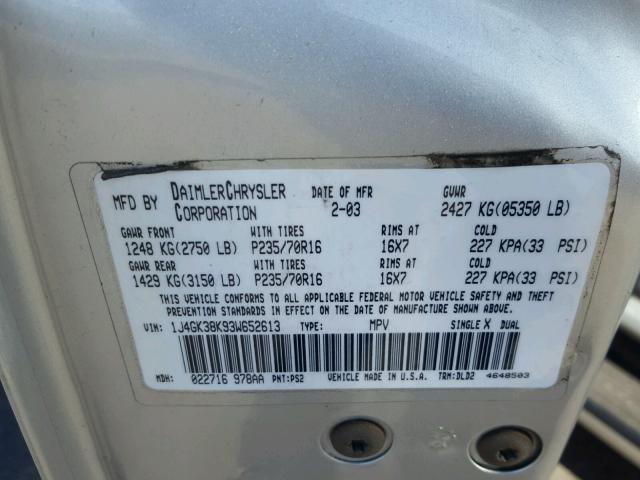 MFD BY DAIMLERCHRYSLER CORPORATION DATE OF MFR 2-03 GVWR 2427 KG(05350 LB)
GAWR FRONT WITH TIRES RIMS AT COLD
1248 KG(2750 LB) P235/70R16 16X7 227 KPA(33 PSI)
GAWR REAR WITH TIRES RIMS AT COLD
1429 KG(3150 LB) P235/70R16 16X7 227 KPA(33 PSI)
THIS VEHICLE CONFORMS TO ALL APPLICABLE FEDERAL MOTOR VEHICLE SAFETY AND THEFT
PREVENTION STANDARDS IN EFFECT ON THE DATE OF MANUFACTURE SHOWN ABOVE.
VIN: 1J4GK38K93W652613 TYPE: MPV SINGLE X DUAL
MDH: 022716 978AA PNT:PS2 VEHICLE MADE IN U.S.A. TRM:DLD2 4648503